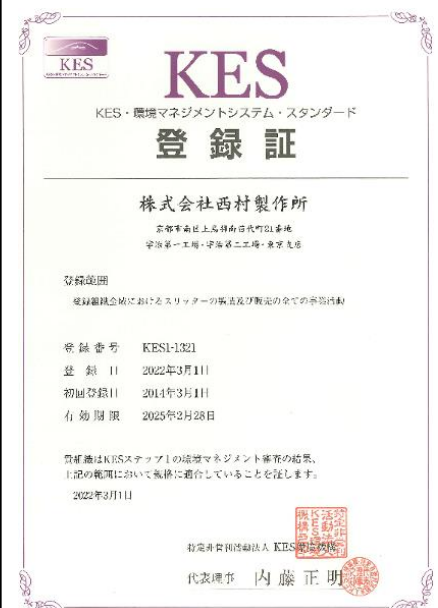 KES
KES
KES・環境マネジメントシステム・スタンダード
登録証
株式会社西村製作所
京都市南区上鳥羽南苗代町21番地
宇治第一工場・宇治第二工場・東京支店
登録範囲
登録組織全域におけるスリッターの製造及び販売の全ての事業活動
登録番号 KES1-1321
登録日 2022年3月1日
初回登録日 2014年3月1日
有効期限 2025年2月28日
貴組織はKESステップ1の環境マネジメント審査の結果、
上記の範囲において規格に適合していることを証します。
2022年3月1日
特定非営利活動法人 KES環境機構
代表理事 内藤正明